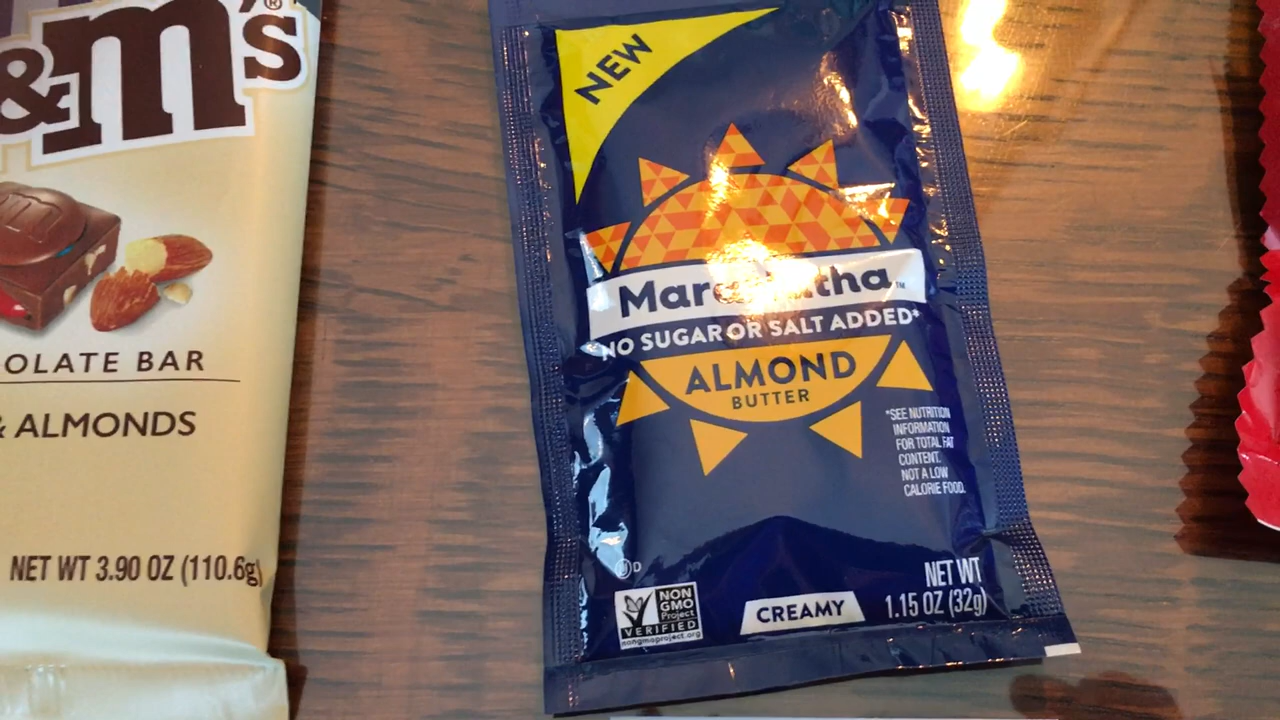 &m's®
OLATE BAR
& ALMONDS
NET WT 3.90 OZ (110.6g)
NEW
NO SUGAR OR SALT ADDED*
ALMOND
BUTTER
*SEE NUTRITION
INFORMATION
FOR TOTAL FAT
CONTENT.
NOT A LOW
CALORIE FOOD.
UD
NON
GMO
Project
VERIFIED
nongmoproject.org
CREAMY
NET WT
1.15 OZ (32g)